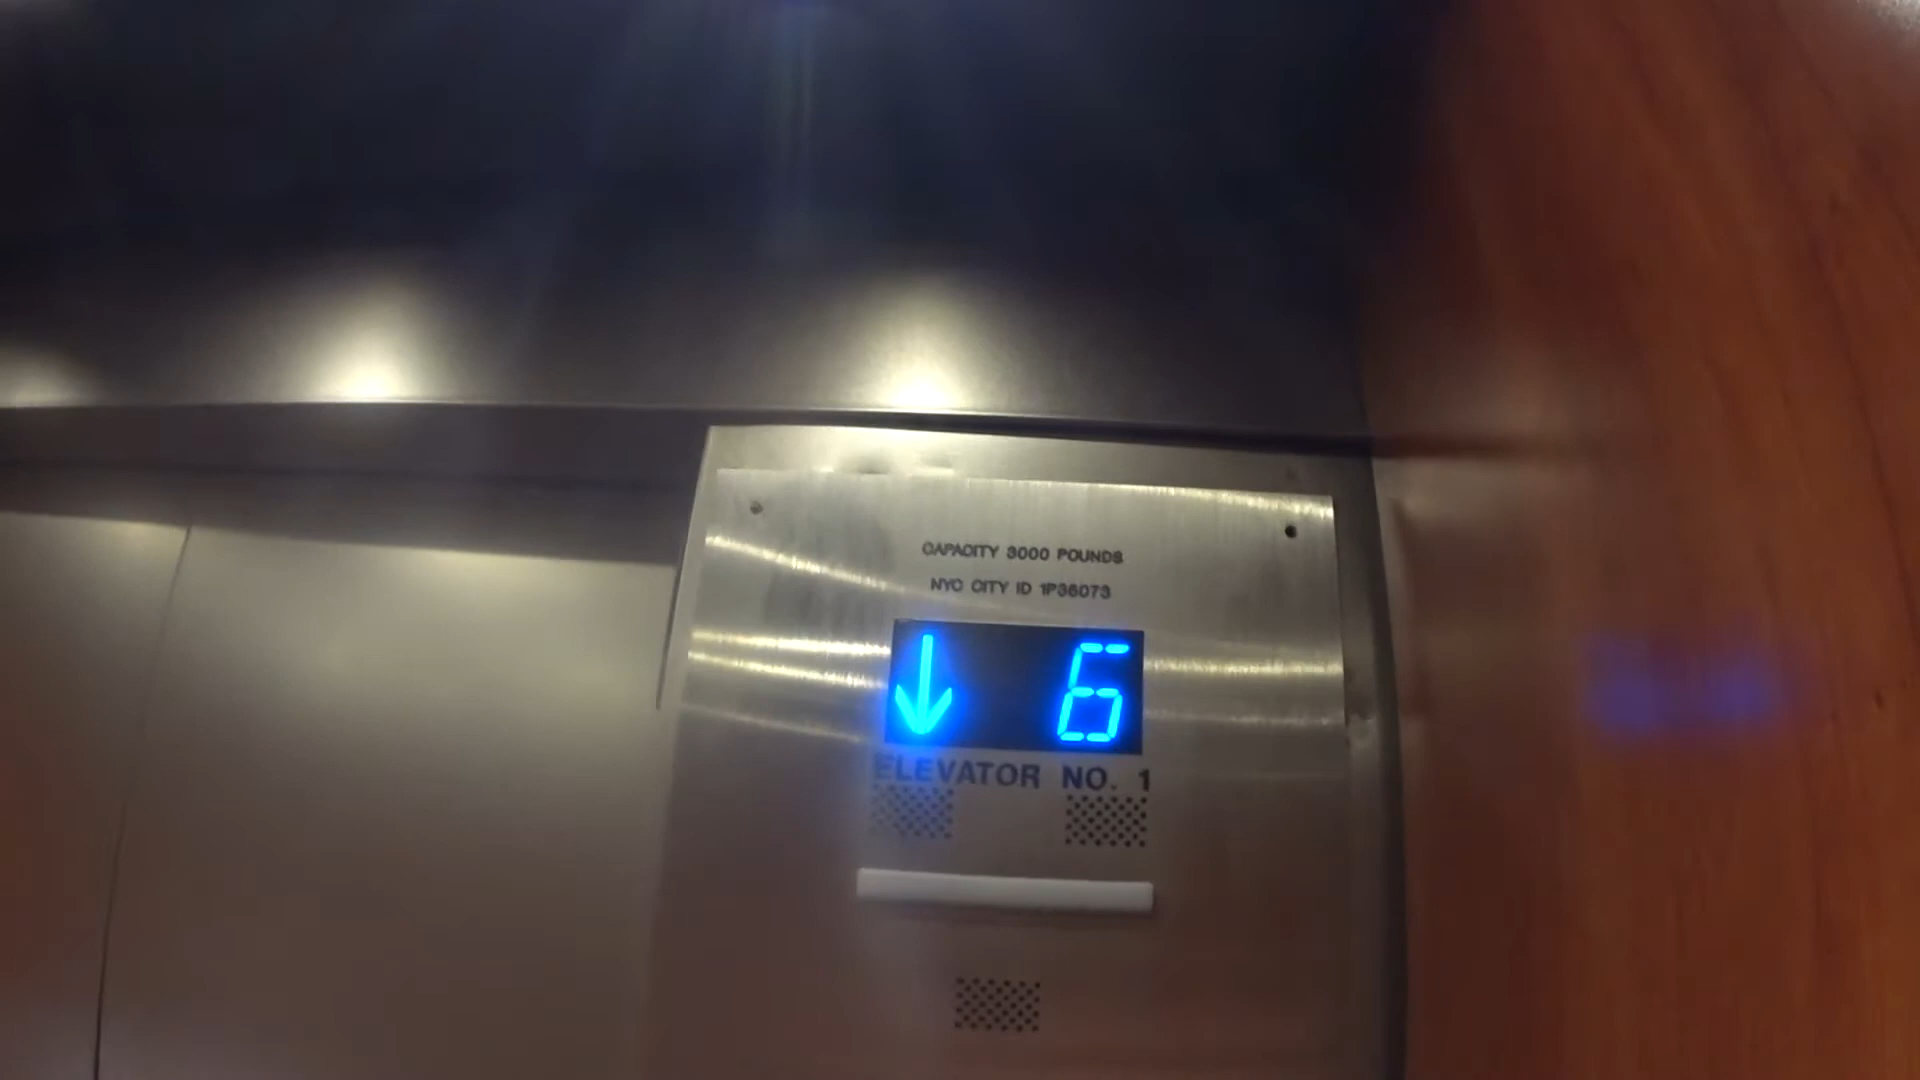 CAPACITY 3000 POUNDS
NYC CITY ID 1P36073
↓ 6
ELEVATOR NO. 1